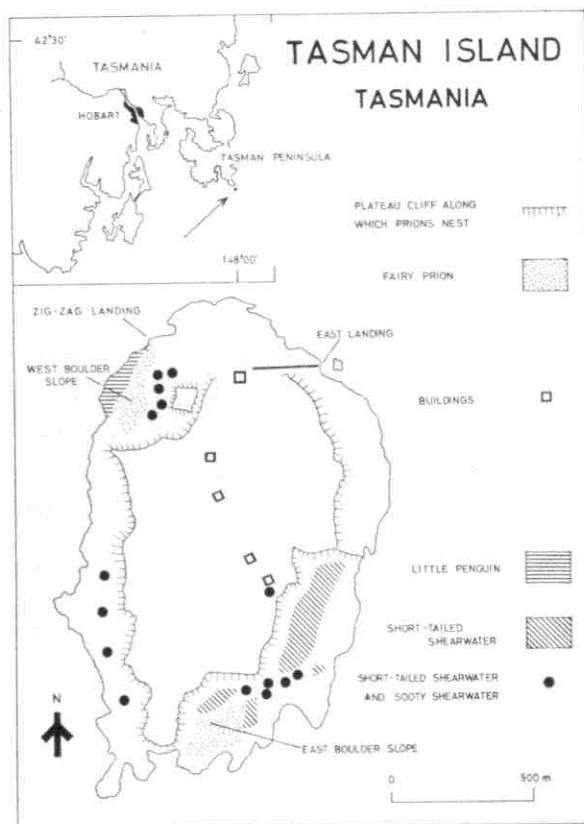 42°30'
TASMANIA
HOBART
TASMAN PENINSULA
148°00'
TASMAN ISLAND
TASMANIA
PLATEAU CLIFF ALONG
WHICH PRIONS NEST
FAIRY PRION
ZIG-ZAG LANDING
EAST LANDING
WEST BOULDER
SLOPE
BUILDINGS
LITTLE PENGUIN
SHORT-TAILED
SHEARWATER
SHORT-TAILED SHEARWATER
AND SOOTY SHEARWATER
N
EAST BOULDER SLOPE
0 500 m